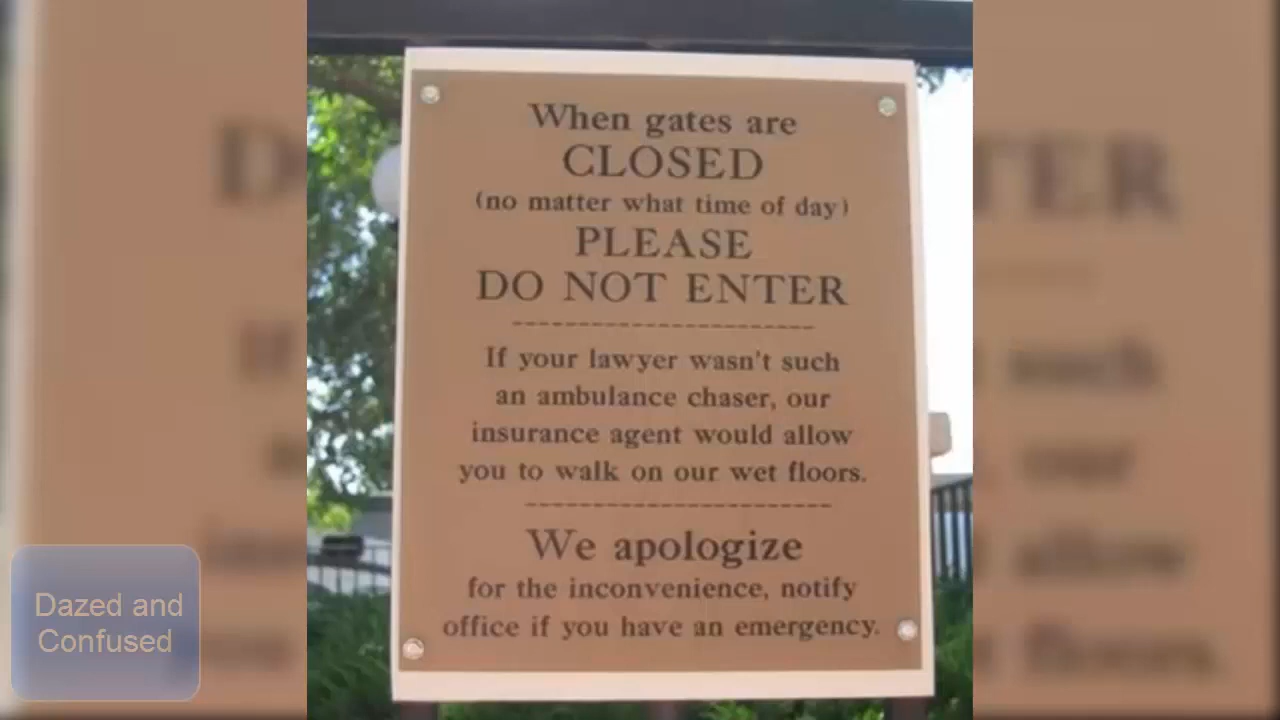 When gates are
CLOSED
(no matter what time of day)
PLEASE
DO NOT ENTER
-----------------------
If your lawyer wasn't such
an ambulance chaser, our
insurance agent would allow
you to walk on our wet floors.
-----------------------
We apologize
for the inconvenience, notify
office if you have an emergency.
Dazed and
Confused